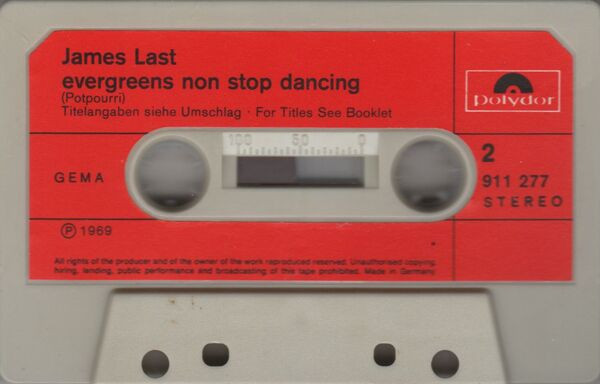 James Last
evergreens non stop dancing
(Potpourri)
Titelangaben siehe Umschlag · For Titles See Booklet
polydor
100 50 0
2
GEMA
911 277
STEREO
℗ 1969
All rights of the producer and of the owner of the work reproduced reserved. Unauthorised copying,
hiring, lending, public performance and broadcasting of this tape prohibited. Made in Germany